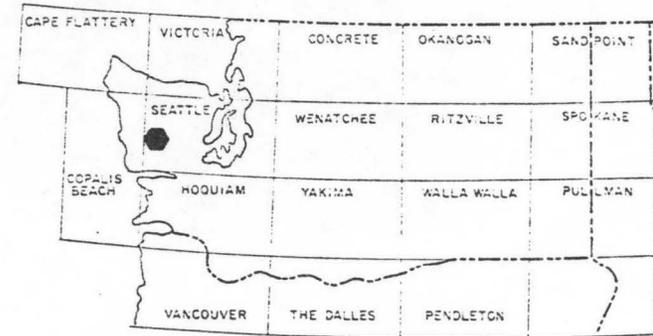 CAPE FLATTERY VICTORIA CONCRETE OKANOGAN SANDPOINT
SEATTLE WENATCHEE RITZVILLE SPOKANE
COPALIS
BEACH HOQUIAM YAKIMA WALLA WALLA PULLMAN
VANCOUVER THE DALLES PENDLETON